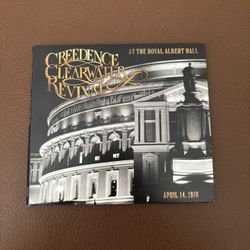 CREEDENCE
CLEARWATER
REVIVAL
AT THE ROYAL ALBERT HALL
APRIL 14, 1970